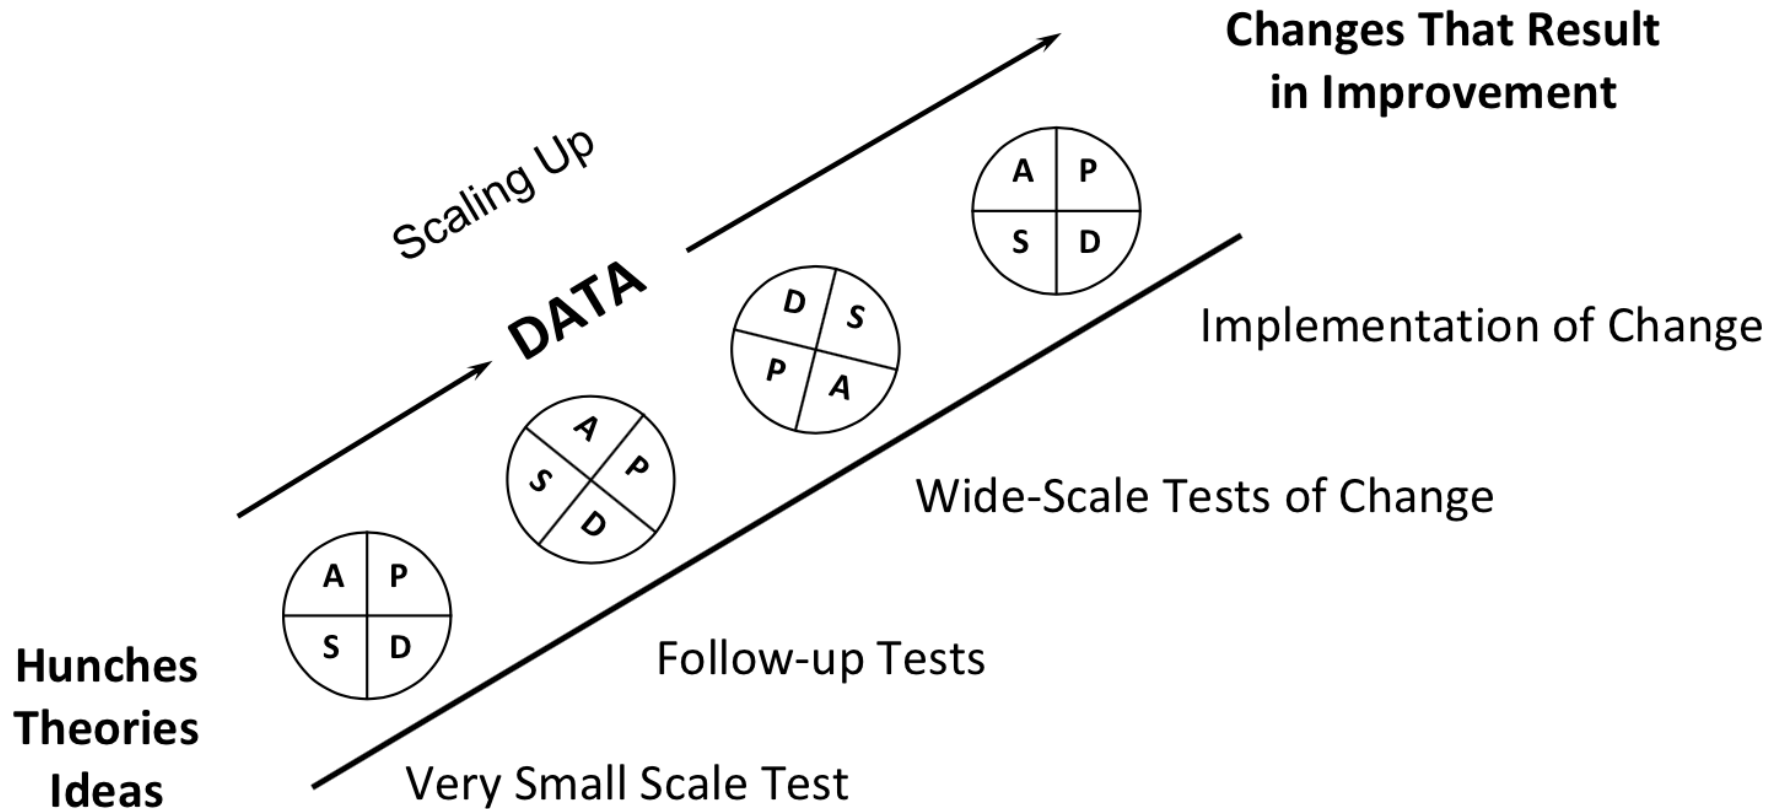 Changes That Result
in Improvement
Scaling Up
DATA
A P
S D
D S
P A
A
S P
D
A P
S D
Implementation of Change
Wide-Scale Tests of Change
Follow-up Tests
Very Small Scale Test
Hunches
Theories
Ideas